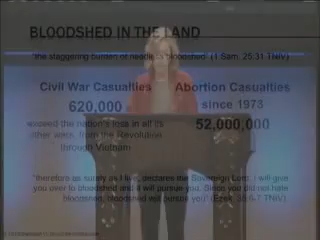 BLOODSHED IN THE LAND
"the staggering burden of needless bloodshed" (1 Sam. 25:31 TNIV)
Civil War Casualties
620,000
exceed the nation's loss in all its
other wars, from the Revolution
through Vietnam
Abortion Casualties
since 1973
52,000,000
"therefore as surely as I live, declares the Sovereign Lord, I will give
you over to bloodshed and it will pursue you. Since you did not hate
bloodshed, bloodshed will pursue you" (Ezek. 35:6-7 TNIV)